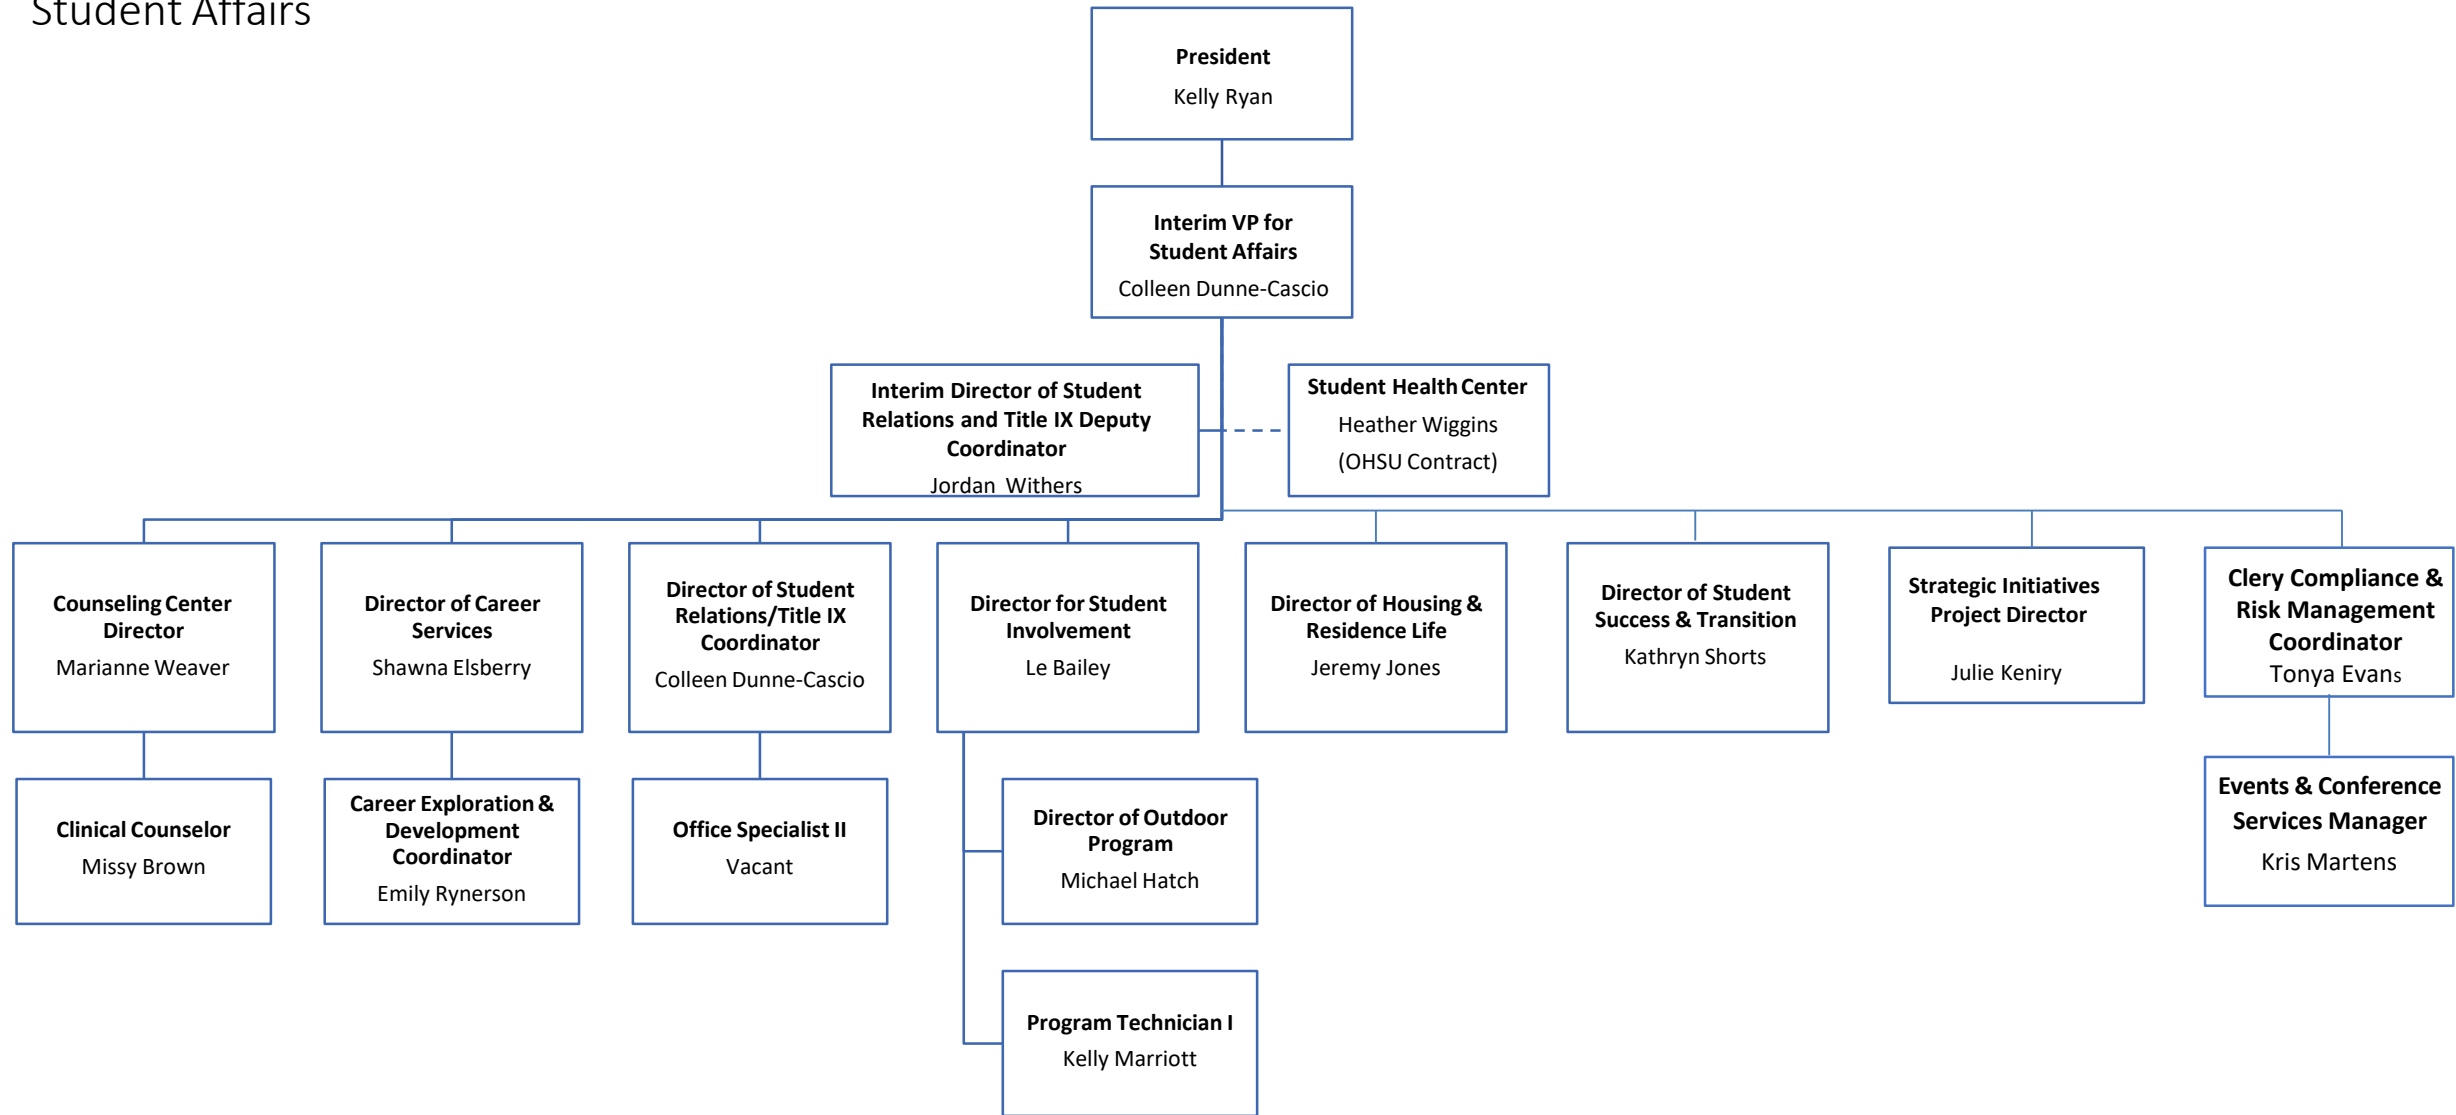 Student Affairs
President
Kelly Ryan
Interim VP for
Student Affairs
Colleen Dunne-Cascio
Interim Director of Student
Relations and Title IX Deputy
Coordinator
Jordan Withers
Student Health Center
Heather Wiggins
(OHSU Contract)
Counseling Center
Director
Marianne Weaver
Director of Career
Services
Shawna Elsberry
Director of Student
Relations/Title IX
Coordinator
Colleen Dunne-Cascio
Director for Student
Involvement
Le Bailey
Director of Housing &
Residence Life
Jeremy Jones
Director of Student
Success & Transition
Kathryn Shorts
Strategic Initiatives
Project Director
Julie Keniry
Clery Compliance &
Risk Management
Coordinator
Tonya Evans
Clinical Counselor
Missy Brown
Career Exploration &
Development
Coordinator
Emily Rynerson
Office Specialist II
Vacant
Director of Outdoor
Program
Michael Hatch
Events & Conference
Services Manager
Kris Martens
Program Technician I
Kelly Marriott